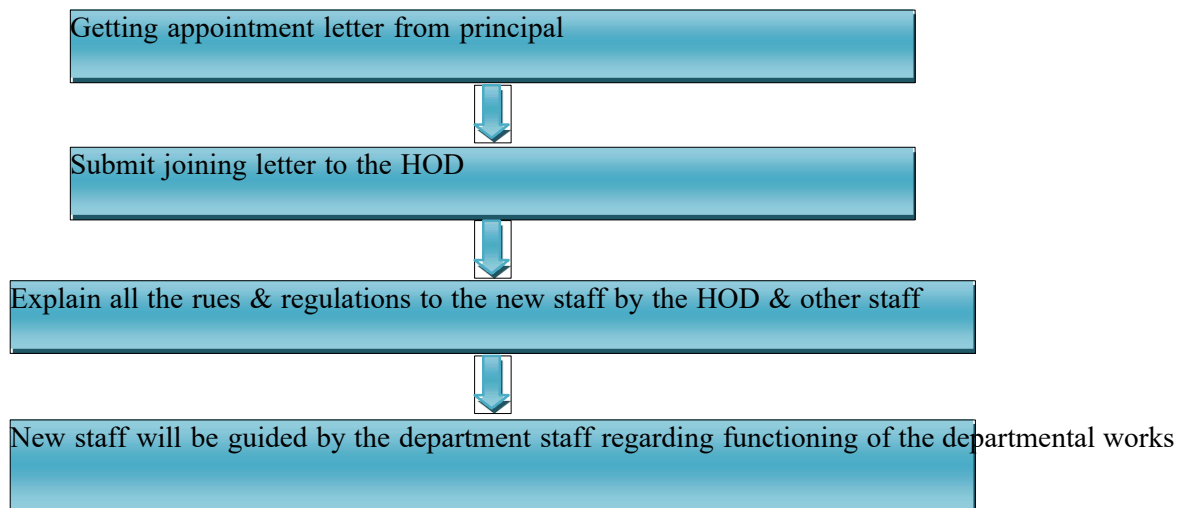 Getting appointment letter from principal
Submit joining letter to the HOD
Explain all the rues & regulations to the new staff by the HOD & other staff
New staff will be guided by the department staff regarding functioning of the departmental works